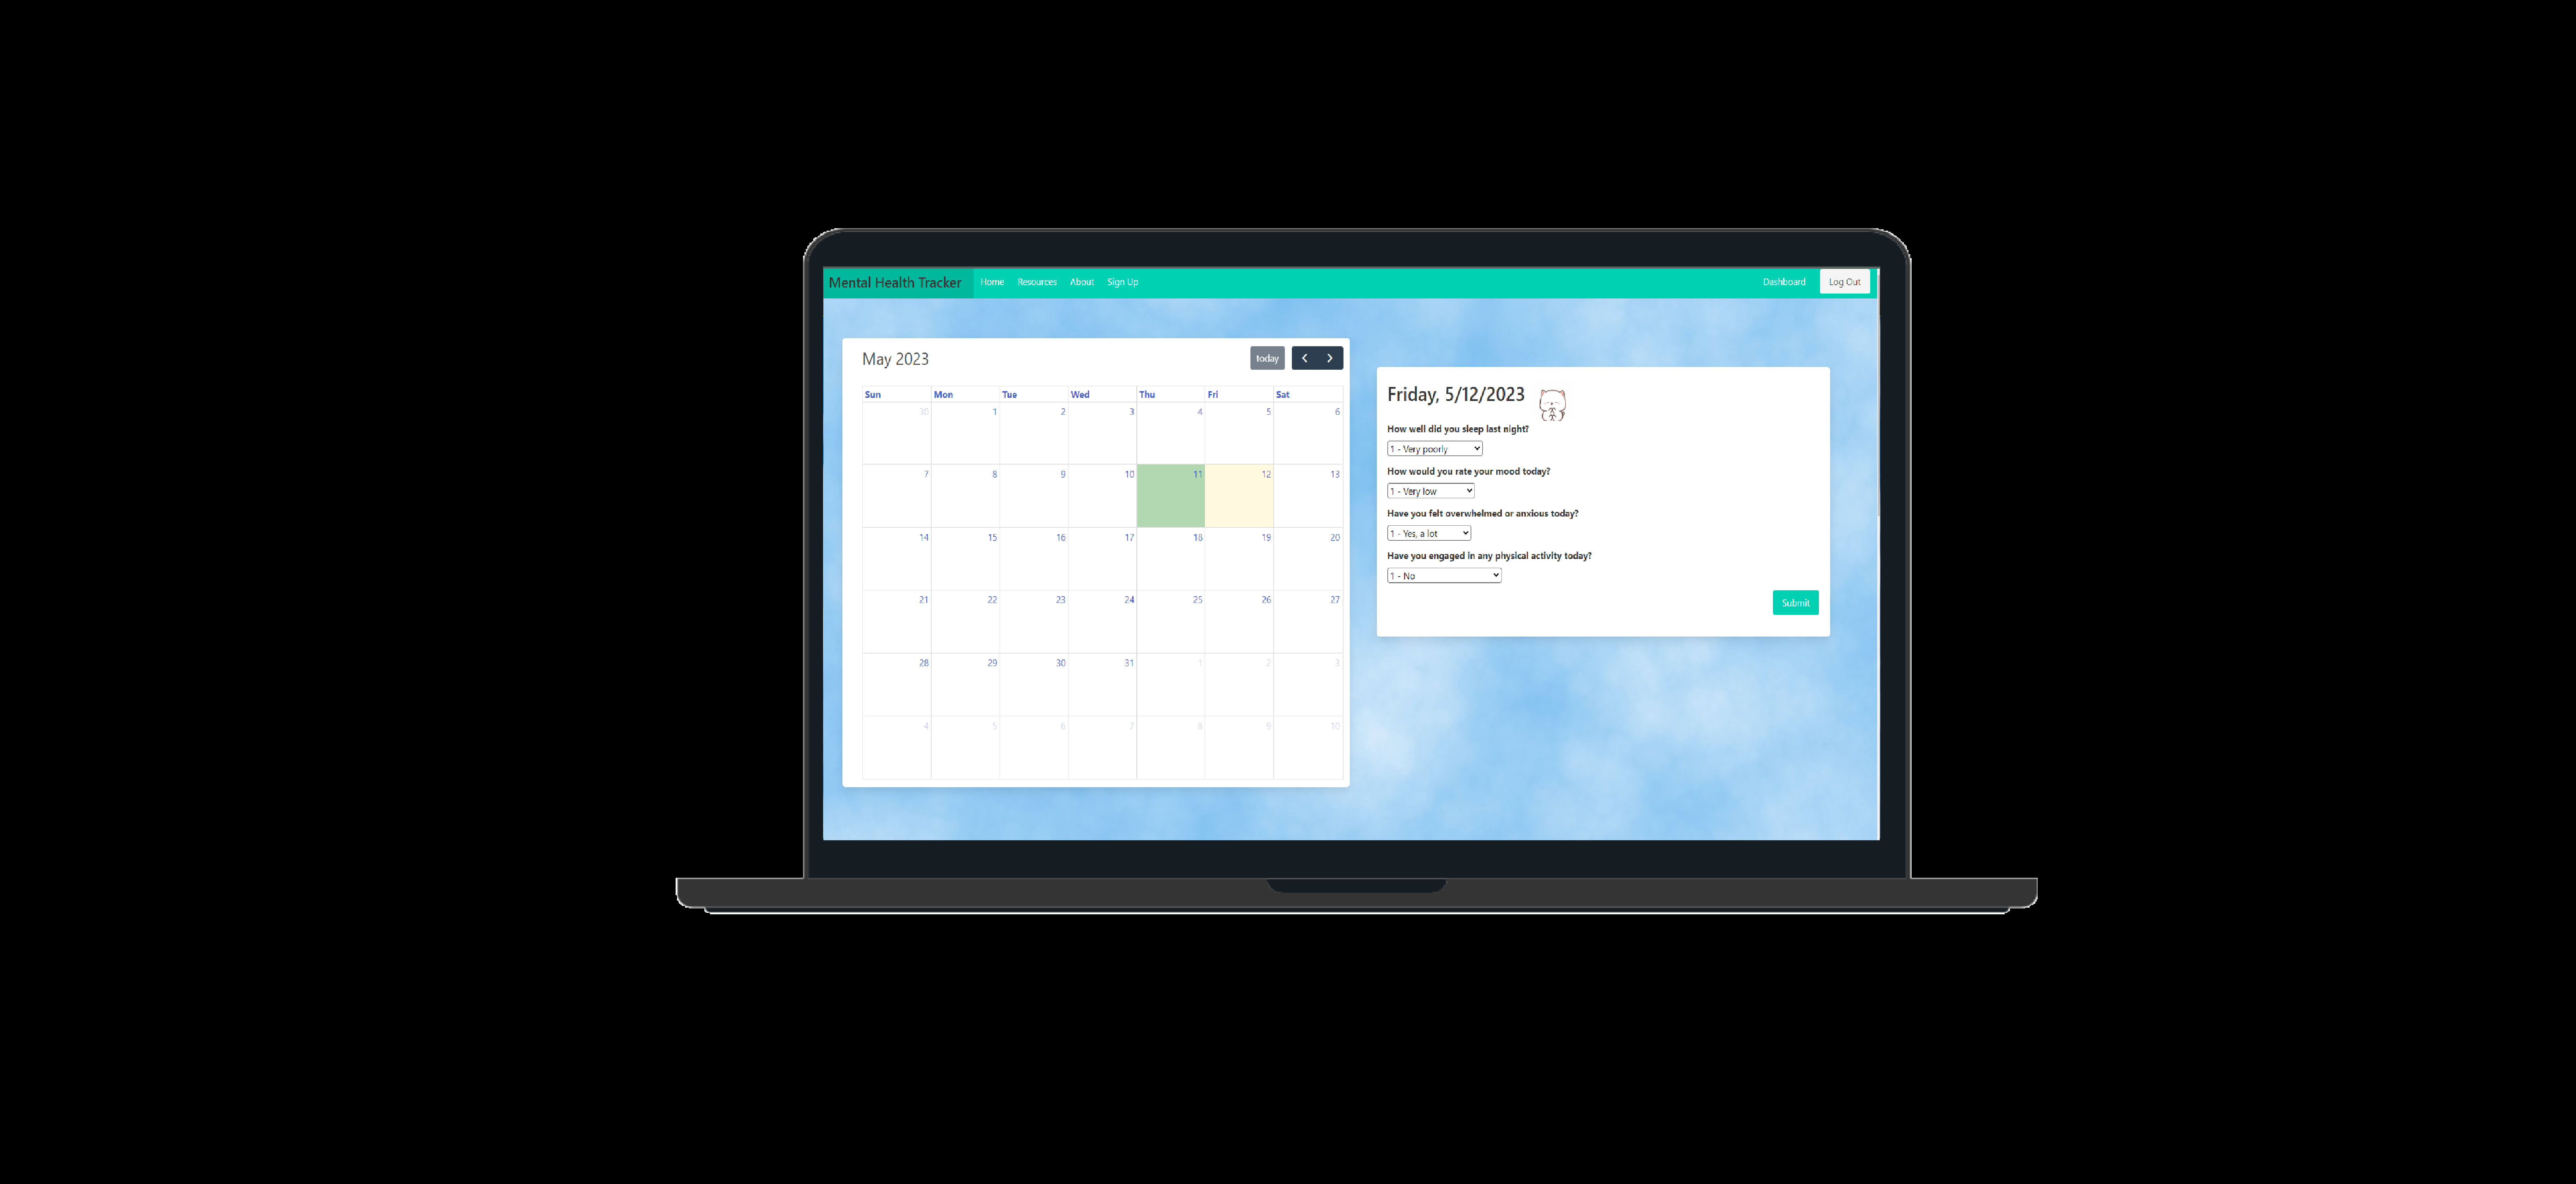 Mental Health Tracker Home Resources About Sign Up Dashboard Log Out
May 2023 today
Sun Mon Tue Wed Thu Fri Sat
30 1 2 3 4 5 6
7 8 9 10 11 12 13
14 15 16 17 18 19 20
21 22 23 24 25 26 27
28 29 30 31 1 2 3
4 5 6 7 8 9 10
Friday, 5/12/2023
How well did you sleep last night?
1 - Very poorly
How would you rate your mood today?
1 - Very low
Have you felt overwhelmed or anxious today?
1 - Yes, a lot
Have you engaged in any physical activity today?
1 - No
Submit